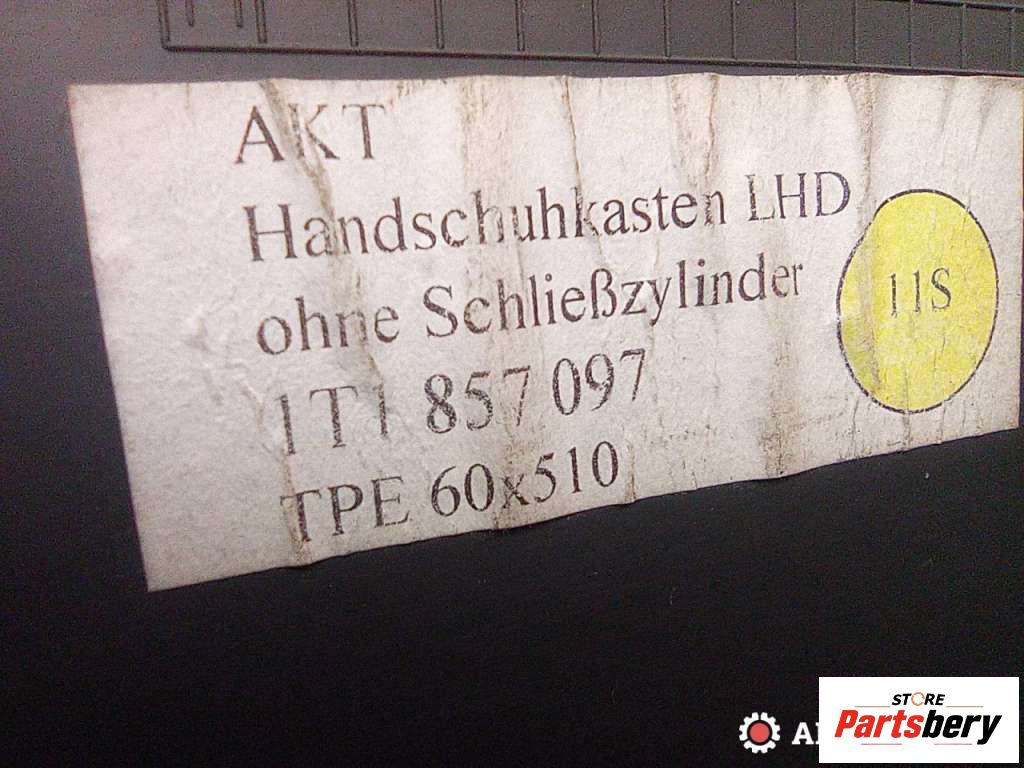 AKT
Handschuhkasten LHD
ohne Schließzylinder
11S
1T1 857 097
TPE 60x510
STORE
Partsbery